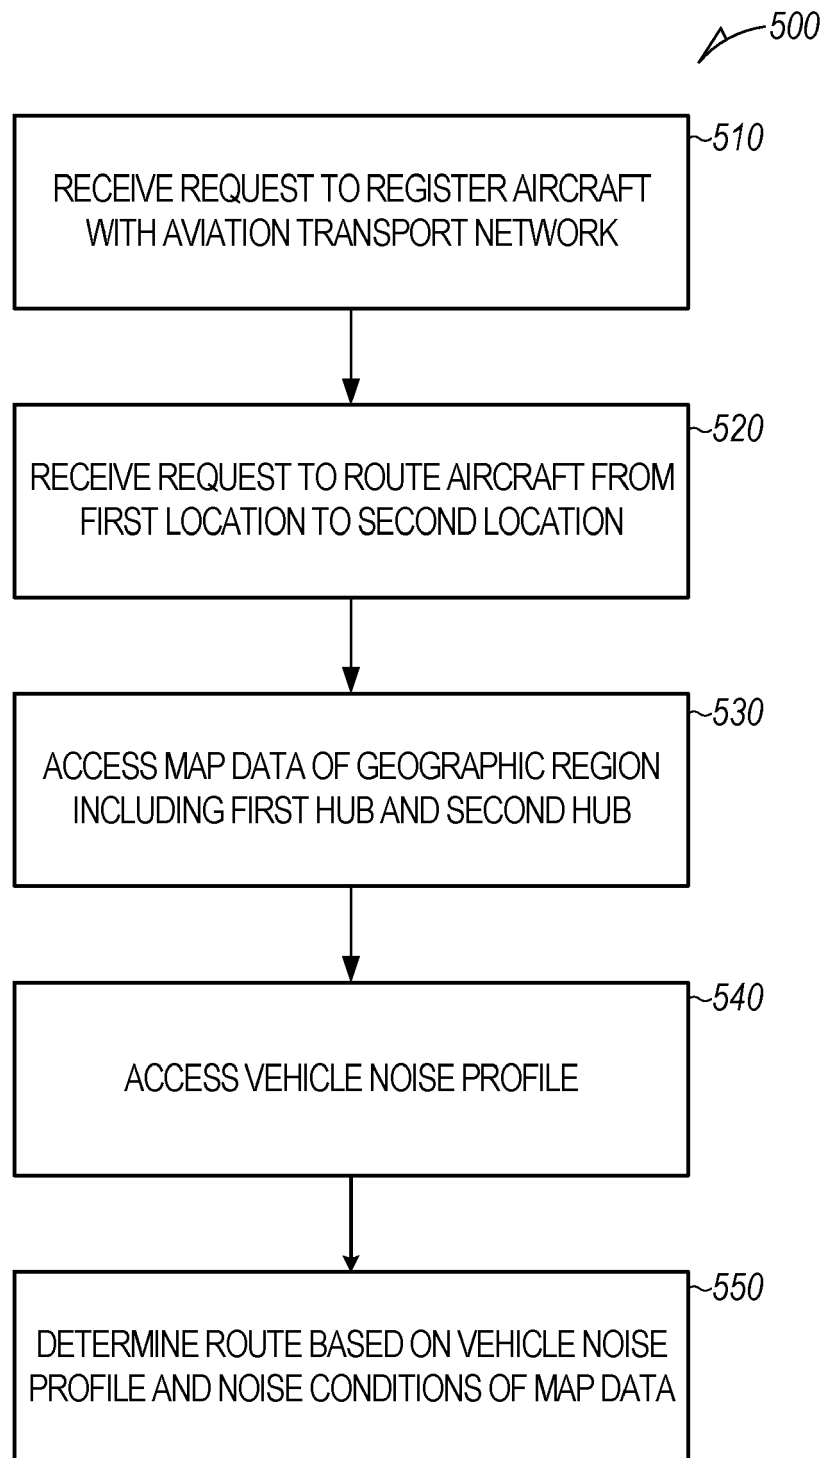 500
510
RECEIVE REQUEST TO REGISTER AIRCRAFT
WITH AVIATION TRANSPORT NETWORK
520
RECEIVE REQUEST TO ROUTE AIRCRAFT FROM
FIRST LOCATION TO SECOND LOCATION
530
ACCESS MAP DATA OF GEOGRAPHIC REGION
INCLUDING FIRST HUB AND SECOND HUB
540
ACCESS VEHICLE NOISE PROFILE
550
DETERMINE ROUTE BASED ON VEHICLE NOISE
PROFILE AND NOISE CONDITIONS OF MAP DATA